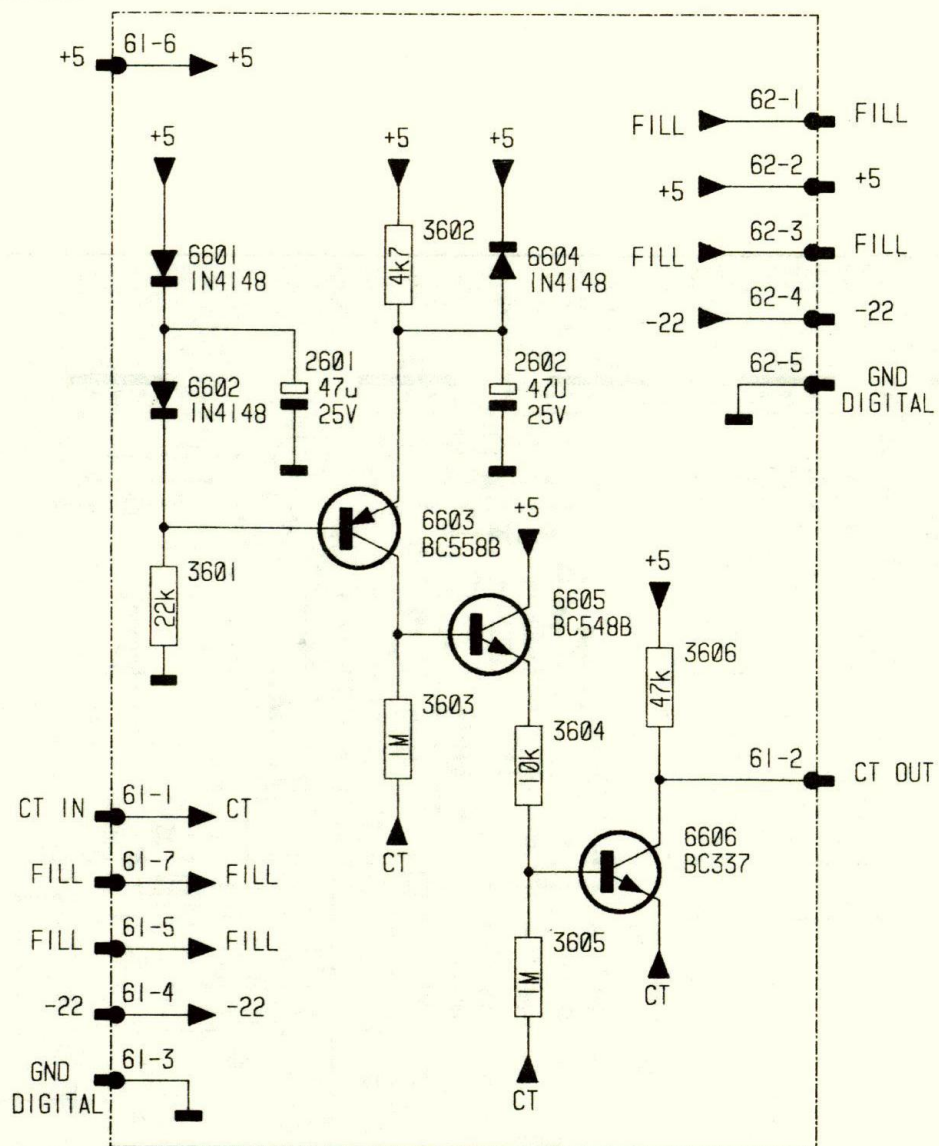 61-6
+5
+5
62-1
FILL
FILL
+5
+5
+5
62-2
+5
+5
3602
4k7
6601
1N4148
6604
1N4148
62-3
FILL
FILL
62-4
-22
-22
2601
47u
25V
2602
47U
25V
6602
1N4148
62-5
GND
DIGITAL
6603
BC558B
+5
3601
22k
6605
BC548B
+5
3603
1M
3606
47k
3604
10k
61-2
CT OUT
61-1
CT IN
CT
CT
6606
BC337
61-7
FILL
FILL
61-5
FILL
FILL
3605
1M
CT
61-4
-22
-22
61-3
GND
DIGITAL
CT